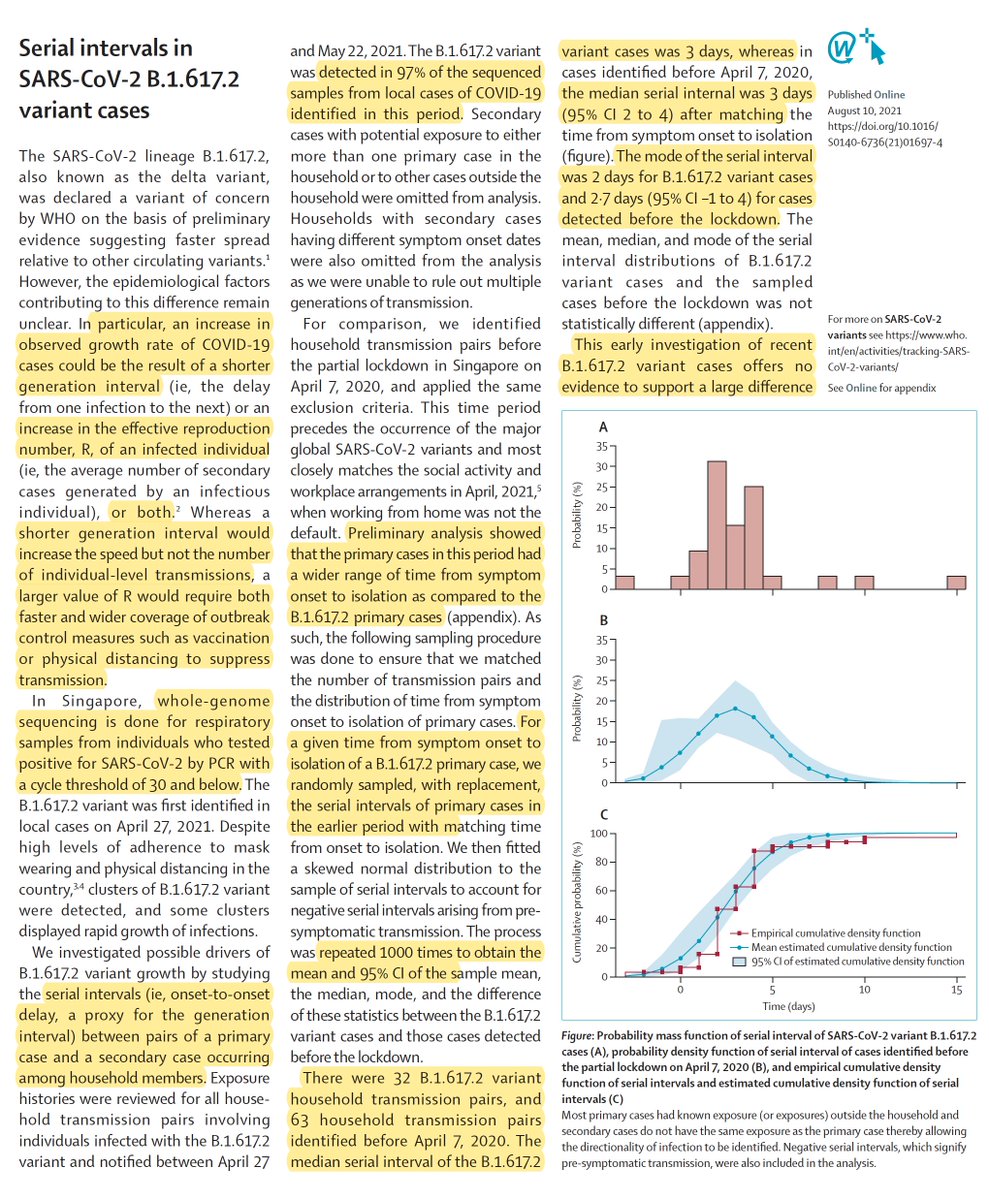 Serial intervals in
SARS-CoV-2 B.1.617.2
variant cases
The SARS-CoV-2 lineage B.1.617.2,
also known as the delta variant,
was declared a variant of concern
by WHO on the basis of preliminary
evidence suggesting faster spread
relative to other circulating variants.¹
However, the epidemiological factors
contributing to this difference remain
unclear. In particular, an increase in
observed growth rate of COVID-19
cases could be the result of a shorter
generation interval (ie, the delay
from one infection to the next) or an
increase in the effective reproduction
number, R, of an infected individual
(ie, the average number of secondary
cases generated by an infectious
individual), or both.² Whereas a
shorter generation interval would
increase the speed but not the number
of individual-level transmissions, a
larger value of R would require both
faster and wider coverage of outbreak
control measures such as vaccination
or physical distancing to suppress
transmission.
In Singapore, whole-genome
sequencing is done for respiratory
samples from individuals who tested
positive for SARS-CoV-2 by PCR with
a cycle threshold of 30 and below. The
B.1.617.2 variant was first identified in
local cases on April 27, 2021. Despite
high levels of adherence to mask
wearing and physical distancing in the
country,³,⁴ clusters of B.1.617.2 variant
were detected, and some clusters
displayed rapid growth of infections.
We investigated possible drivers of
B.1.617.2 variant growth by studying
the serial intervals (ie, onset-to-onset
delay, a proxy for the generation
interval) between pairs of a primary
case and a secondary case occurring
among household members. Exposure
histories were reviewed for all house-
hold transmission pairs involving
individuals infected with the B.1.617.2
variant and notified between April 27
and May 22, 2021. The B.1.617.2 variant
was detected in 97% of the sequenced
samples from local cases of COVID-19
identified in this period. Secondary
cases with potential exposure to either
more than one primary case in the
household or to other cases outside the
household were omitted from analysis.
Households with secondary cases
having different symptom onset dates
were also omitted from the analysis
as we were unable to rule out multiple
generations of transmission.
For comparison, we identified
household transmission pairs before
the partial lockdown in Singapore on
April 7, 2020, and applied the same
exclusion criteria. This time period
precedes the occurrence of the major
global SARS-CoV-2 variants and most
closely matches the social activity and
workplace arrangements in April, 2021,⁵
when working from home was not the
default. Preliminary analysis showed
that the primary cases in this period had
a wider range of time from symptom
onset to isolation as compared to the
B.1.617.2 primary cases (appendix). As
such, the following sampling procedure
was done to ensure that we matched
the number of transmission pairs and
the distribution of time from symptom
onset to isolation of primary cases. For
a given time from symptom onset to
isolation of a B.1.617.2 primary case, we
randomly sampled, with replacement,
the serial intervals of primary cases in
the earlier period with matching time
from onset to isolation. We then fitted
a skewed normal distribution to the
sample of serial intervals to account for
negative serial intervals arising from pre-
symptomatic transmission. The process
was repeated 1000 times to obtain the
mean and 95% CI of the sample mean,
the median, mode, and the difference
of these statistics between the B.1.617.2
variant cases and those cases detected
before the lockdown.
There were 32 B.1.617.2 variant
household transmission pairs, and
63 household transmission pairs
identified before April 7, 2020. The
median serial interval of the B.1.617.2
variant cases was 3 days, whereas in
cases identified before April 7, 2020,
the median serial internal was 3 days
(95% CI 2 to 4) after matching the
time from symptom onset to isolation
(figure). The mode of the serial interval
was 2 days for B.1.617.2 variant cases
and 2·7 days (95% CI –1 to 4) for cases
detected before the lockdown. The
mean, median, and mode of the serial
interval distributions of B.1.617.2
variant cases and the sampled
cases before the lockdown was not
statistically different (appendix).
This early investigation of recent
B.1.617.2 variant cases offers no
evidence to support a large difference
W
Published Online
August 10, 2021
https://doi.org/10.1016/
S0140-6736(21)01697-4
For more on SARS-CoV-2
variants see https://www.who.
int/en/activities/tracking-SARS-
CoV-2-variants/
See Online for appendix
A
Probability (%)
35
30
25
20
15
10
5
0
B
Probability (%)
35
30
25
20
15
10
5
0
C
Cumulative probability (%)
100
80
60
40
20
0
Empirical cumulative density function
Mean estimated cumulative density function
95% CI of estimated cumulative density function
0 5 10 15
Time (days)
Figure: Probability mass function of serial interval of SARS-CoV-2 variant B.1.617.2
cases (A), probability density function of serial interval of cases identified before
the partial lockdown on April 7, 2020 (B), and empirical cumulative density
function of serial intervals and estimated cumulative density function of serial
intervals (C)
Most primary cases had known exposure (or exposures) outside the household and
secondary cases do not have the same exposure as the primary case thereby allowing
the directionality of infection to be identified. Negative serial intervals, which signify
pre-symptomatic transmission, were also included in the analysis.